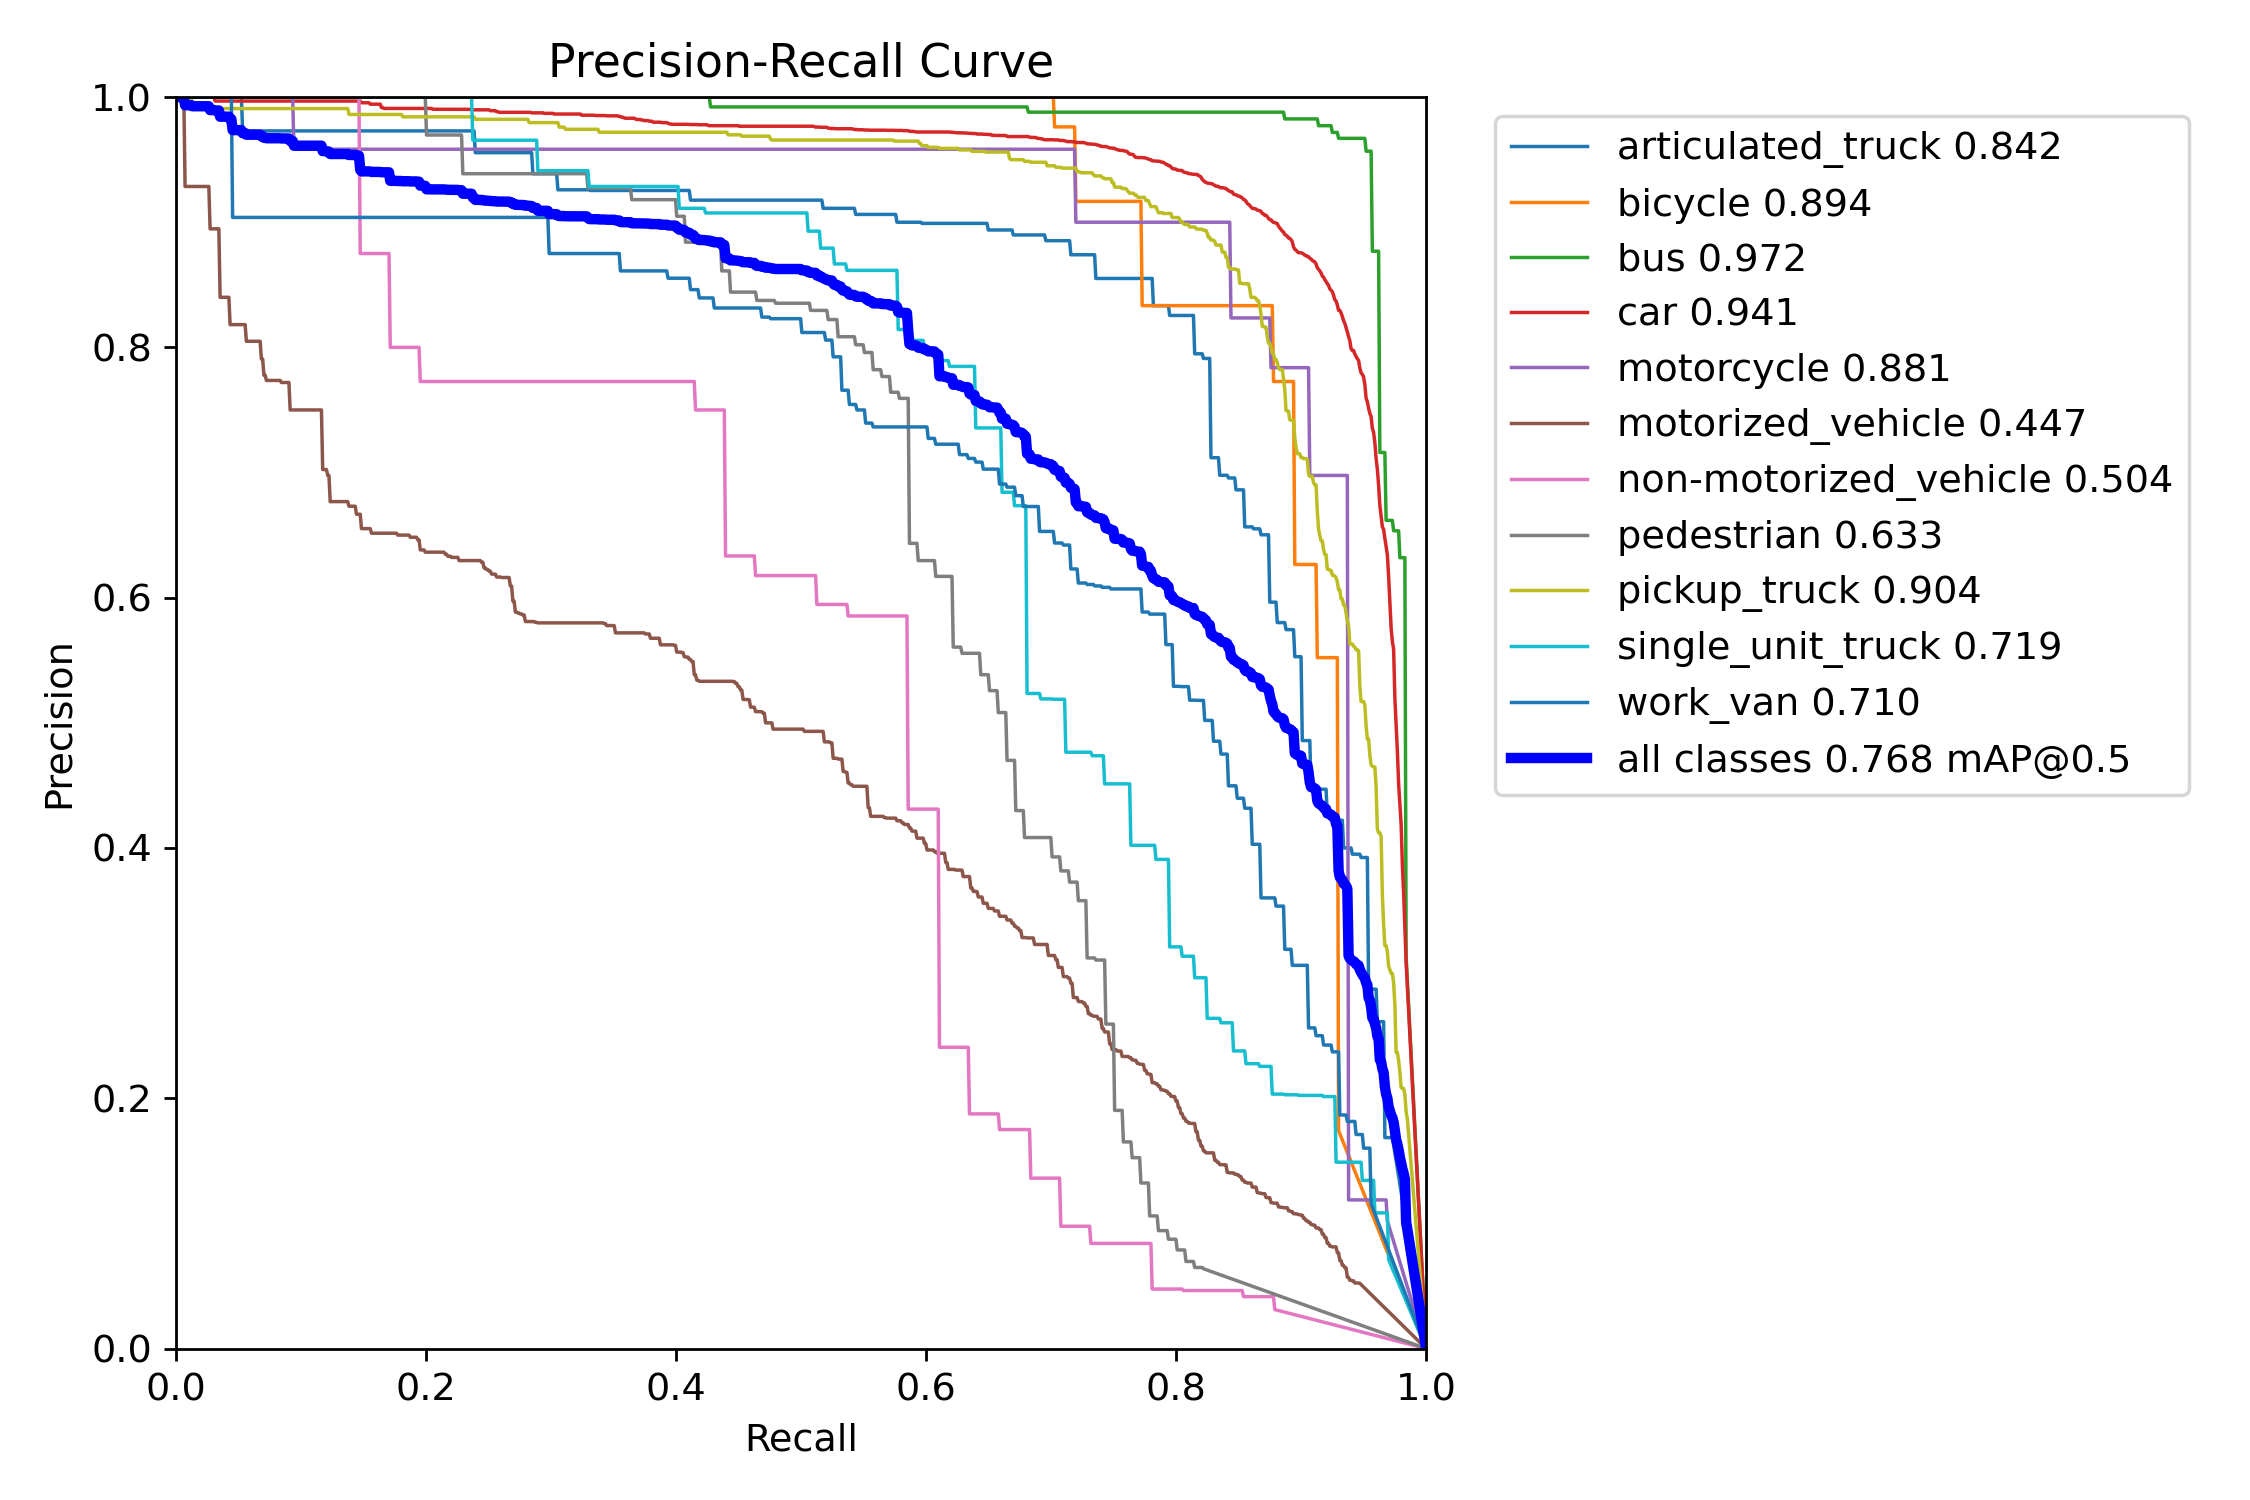 Precision-Recall Curve
1.0
0.8
0.6
0.4
0.2
0.0
Precision
0.0 0.2 0.4 0.6 0.8 1.0
Recall
articulated_truck 0.842
bicycle 0.894
bus 0.972
car 0.941
motorcycle 0.881
motorized_vehicle 0.447
non-motorized_vehicle 0.504
pedestrian 0.633
pickup_truck 0.904
single_unit_truck 0.719
work_van 0.710
all classes 0.768 mAP@0.5